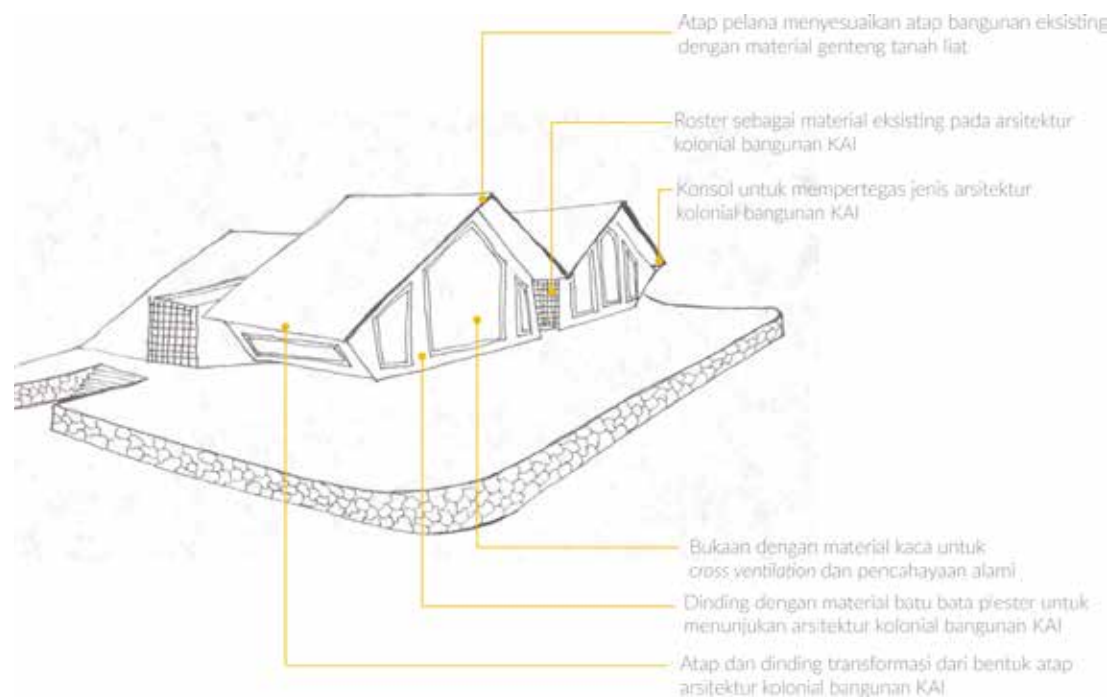 Atap pelana menyesuaikan atap bangunan eksisting
dengan material genteng tanah liat
Roster sebagai material eksisting pada arsitektur
kolonial bangunan KAI
Konsol untuk mempertegas jenis arsitektur
kolonial bangunan KAI
Bukaan dengan material kaca untuk
cross ventilation dan pencahayaan alami
Dinding dengan material batu bata plester untuk
menunjukan arsitektur kolonial bangunan KAI
Atap dan dinding transformasi dari bentuk atap
arsitektur kolonial bangunan KAI